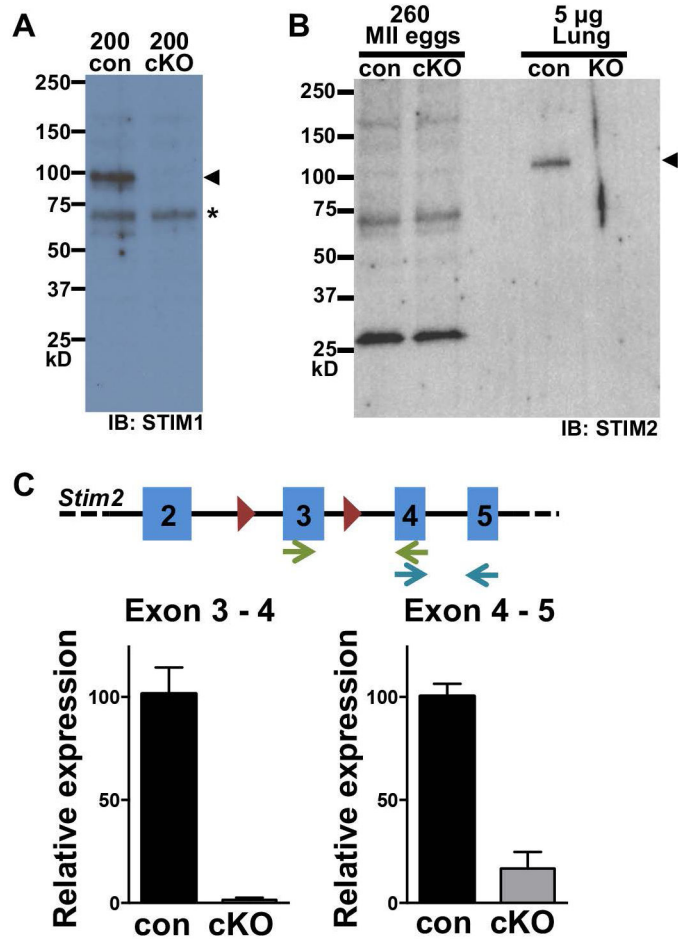 A
200 200
con cKO
250
150
100
75
*
50
37
25
kD
IB: STIM1
B
260
MII eggs
5 µg
Lung
con cKO
con KO
250
150
100
75
50
37
25
kD
IB: STIM2
C
Stim2
2 3 4 5
Exon 3 - 4
Relative expression
100
50
0
con cKO
Exon 4 - 5
Relative expression
100
50
0
con cKO